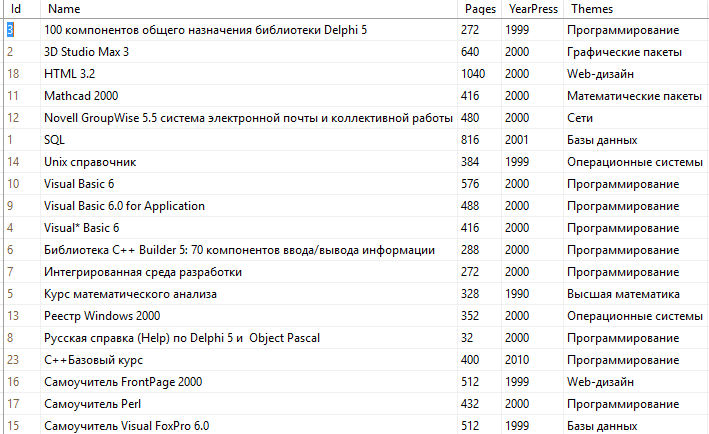 Id Name Pages YearPress Themes
3 100 компонентов общего назначения библиотеки Delphi 5 272 1999 Программирование
2 3D Studio Max 3 640 2000 Графические пакеты
18 HTML 3.2 1040 2000 Web-дизайн
11 Mathcad 2000 416 2000 Математические пакеты
12 Novell GroupWise 5.5 система электронной почты и коллективной работы 480 2000 Сети
1 SQL 816 2001 Базы данных
14 Unix справочник 384 1999 Операционные системы
10 Visual Basic 6 576 2000 Программирование
9 Visual Basic 6.0 for Application 488 2000 Программирование
4 Visual* Basic 6 416 2000 Программирование
6 Библиотека C++ Builder 5: 70 компонентов ввода/вывода информации 288 2000 Программирование
7 Интегрированная среда разработки 272 2000 Программирование
5 Курс математического анализа 328 1990 Высшая математика
13 Реестр Windows 2000 352 2000 Операционные системы
8 Русская справка (Help) по Delphi 5 и Object Pascal 32 2000 Программирование
23 С++Базовый курс 400 2010 Программирование
16 Самоучитель FrontPage 2000 512 1999 Web-дизайн
17 Самоучитель Perl 432 2000 Программирование
15 Самоучитель Visual FoxPro 6.0 512 1999 Базы данных